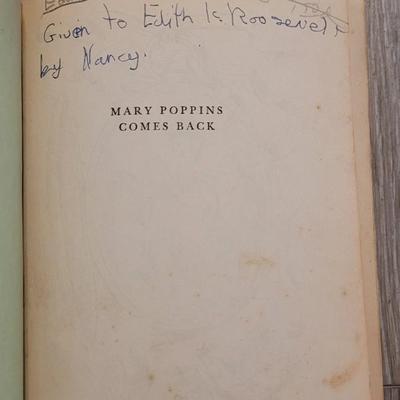 Given to Edith K. Roosevelt
by Nancy.
MARY POPPINS
COMES BACK